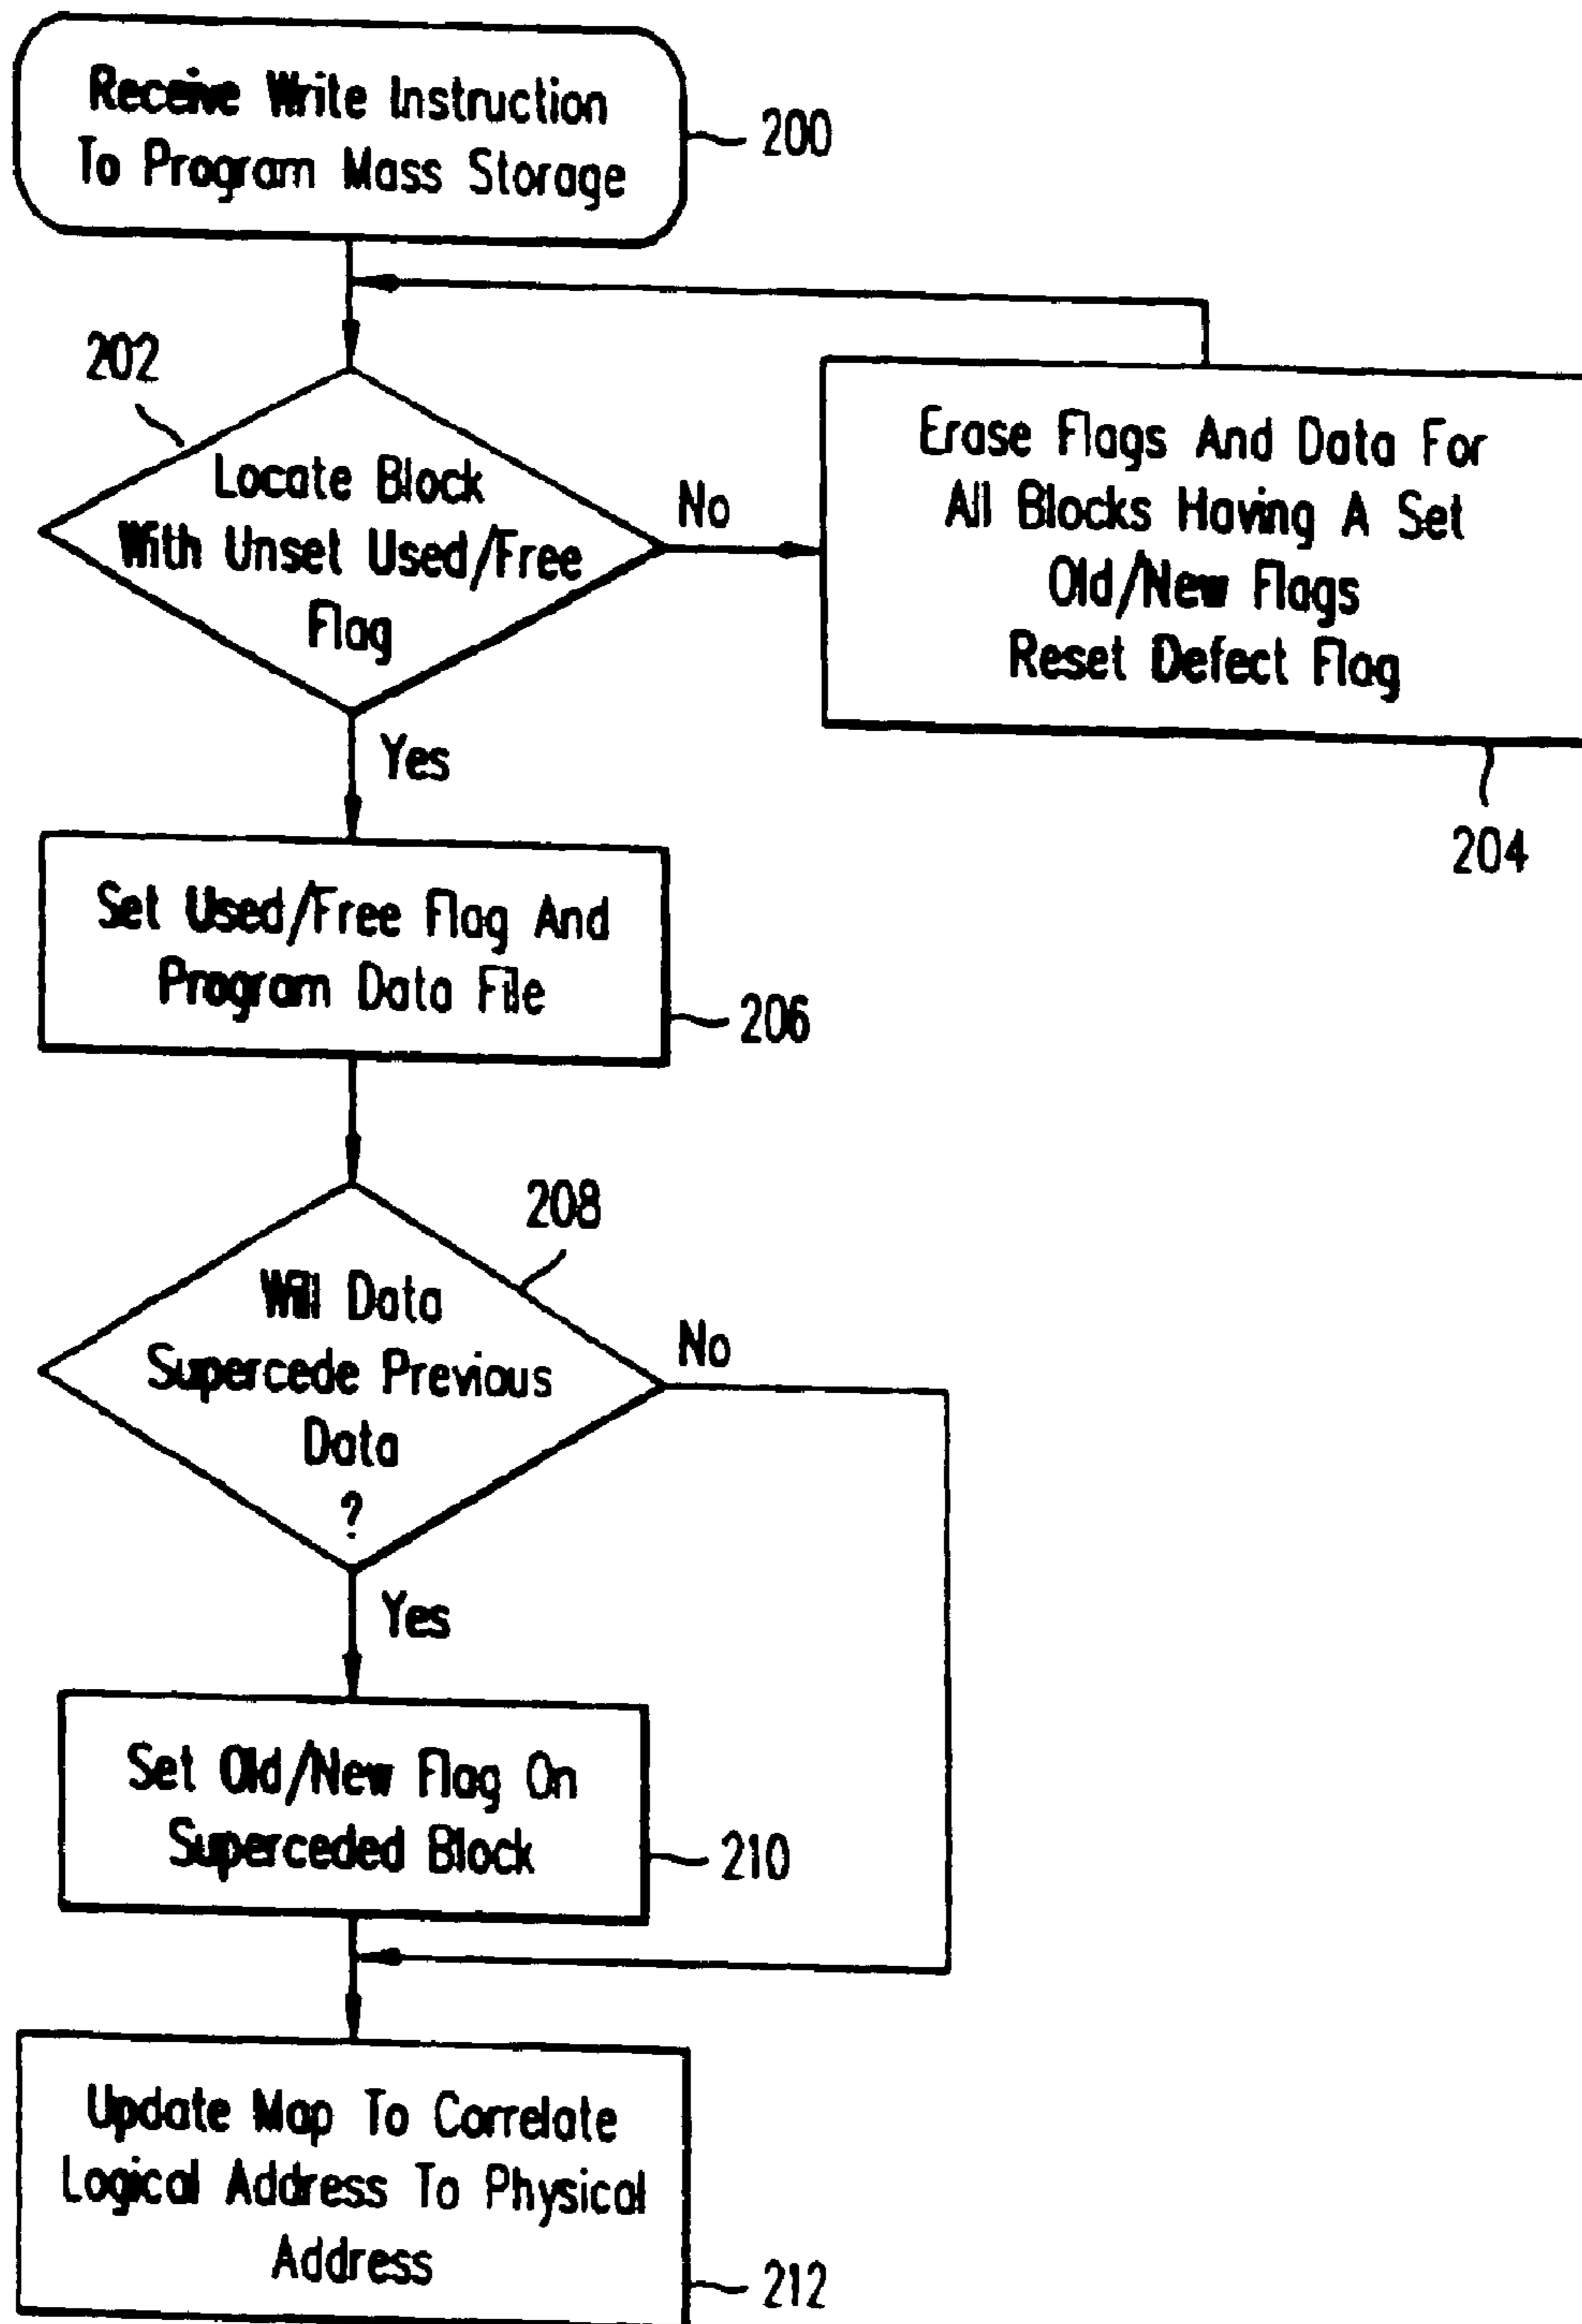 Receive Write Instruction
To Program Mass Storage
200
202
Locate Block
With Unset Used/Free
Flag
No
Erase Flags And Data For
All Blocks Having A Set
Old/New Flags
Reset Defect Flag
204
Yes
Set Used/Free Flag And
Program Data File
206
208
Will Data
Supercede Previous
Data
?
No
Yes
Set Old/New Flag On
Superceded Block
210
Update Map To Correlate
Logical Address To Physical
Address
212